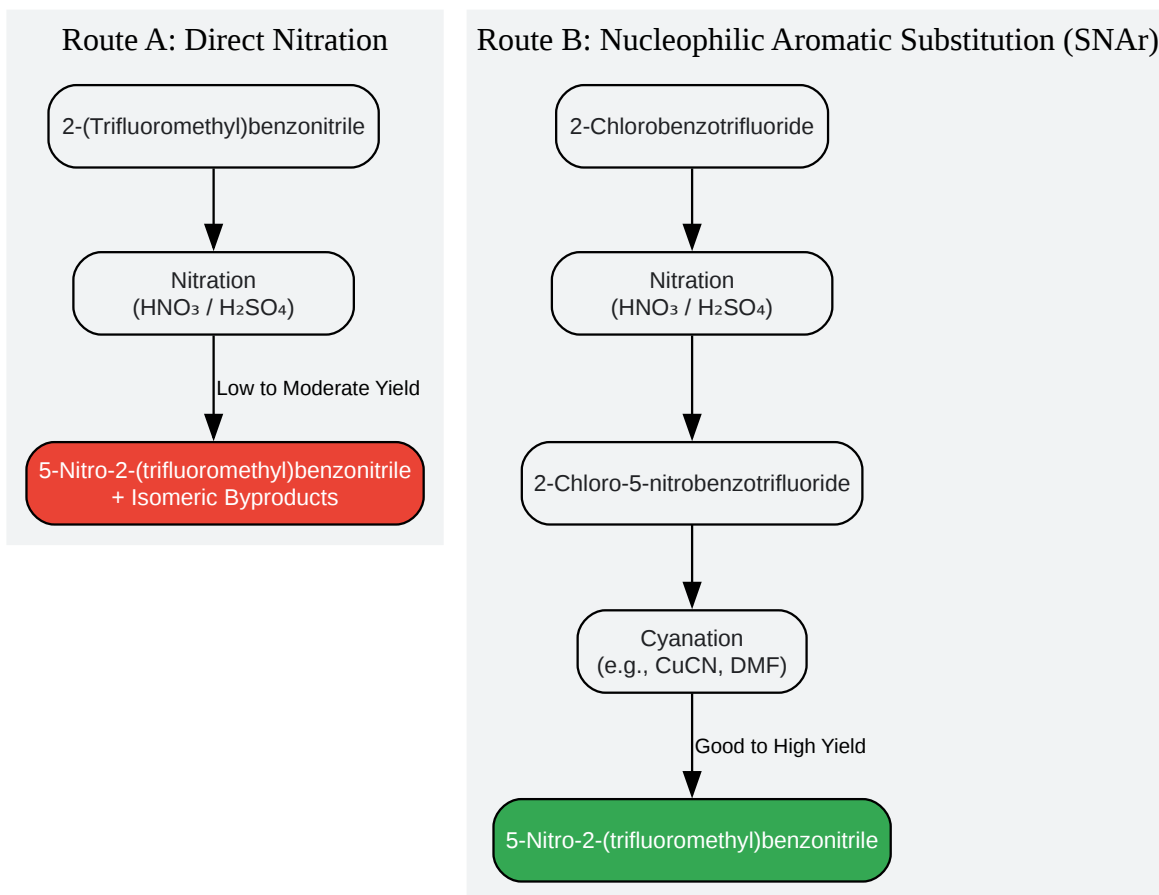 Route A: Direct Nitration
2-(Trifluoromethyl)benzonitrile
Nitration
(HNO₃ / H₂SO₄)
Low to Moderate Yield
5-Nitro-2-(trifluoromethyl)benzonitrile
+ Isomeric Byproducts
Route B: Nucleophilic Aromatic Substitution (SNAr)
2-Chlorobenzotrifluoride
Nitration
(HNO₃ / H₂SO₄)
2-Chloro-5-nitrobenzotrifluoride
Cyanation
(e.g., CuCN, DMF)
Good to High Yield
5-Nitro-2-(trifluoromethyl)benzonitrile